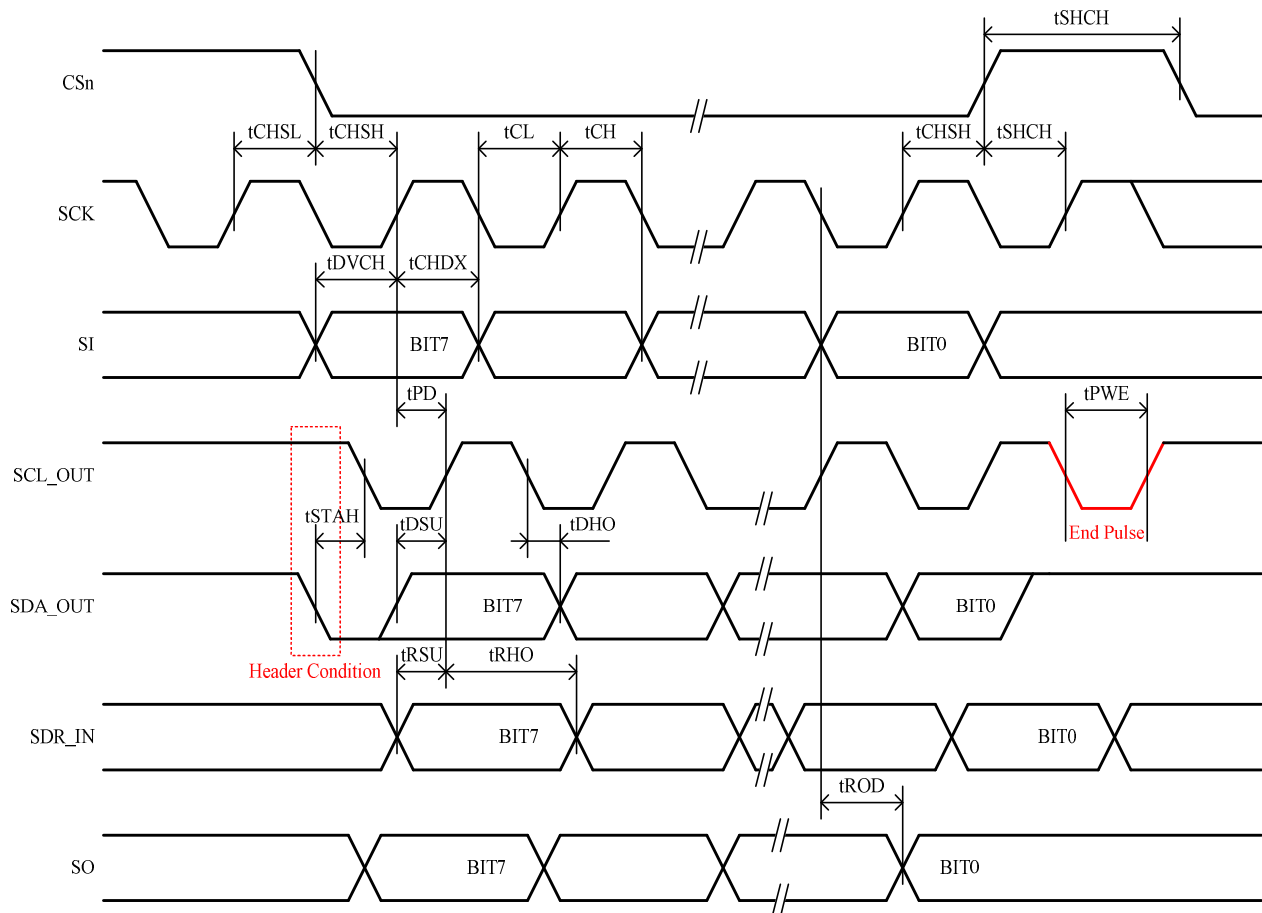 tSHCH
CSn
tCHSL
tCHSH
tCL
tCH
tCHSH
tSHCH
SCK
tDVCH
tCHDX
SI
BIT7
BIT0
tPD
tPWE
SCL_OUT
tSTAH
tDSU
tDHO
End Pulse
SDA_OUT
BIT7
BIT0
Header Condition
tRSU
tRHO
SDR_IN
BIT7
BIT0
tROD
SO
BIT7
BIT0